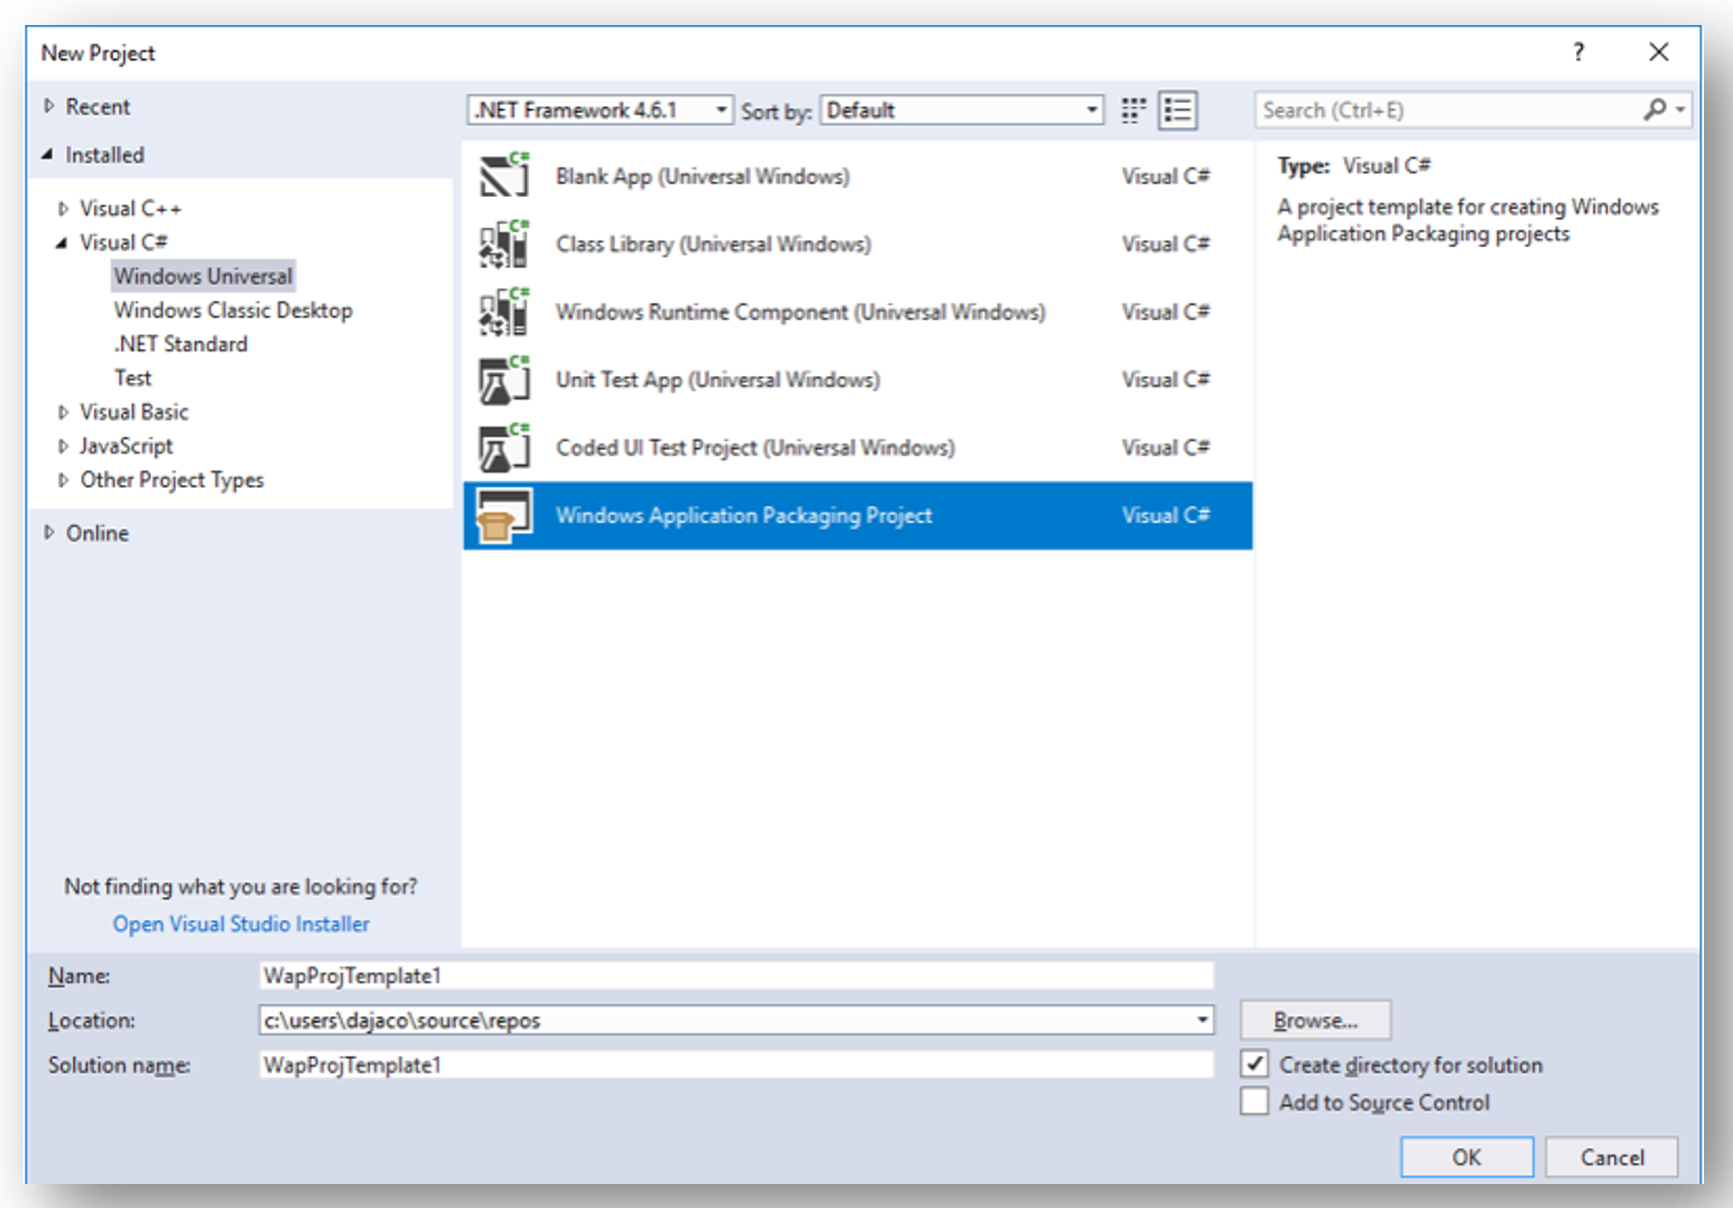 New Project
?
Recent
Installed
Visual C++
Visual C#
Windows Universal
Windows Classic Desktop
.NET Standard
Test
Visual Basic
JavaScript
Other Project Types
Online
Not finding what you are looking for?
Open Visual Studio Installer
.NET Framework 4.6.1
Sort by: Default
Search (Ctrl+E)
C# Blank App (Universal Windows) Visual C#
C# Class Library (Universal Windows) Visual C#
C# Windows Runtime Component (Universal Windows) Visual C#
C# Unit Test App (Universal Windows) Visual C#
C# Coded UI Test Project (Universal Windows) Visual C#
Windows Application Packaging Project Visual C#
Type: Visual C#
A project template for creating Windows
Application Packaging projects
Name: WapProjTemplate1
Location: c:\users\dajaco\source\repos
Browse...
Solution name: WapProjTemplate1
Create directory for solution
Add to Source Control
OK
Cancel